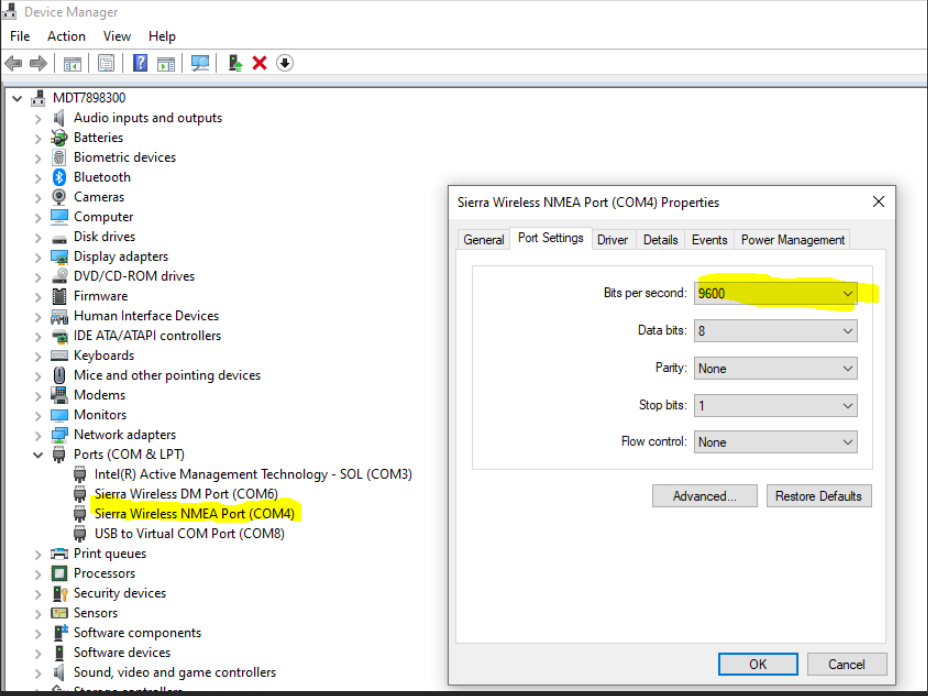 Device Manager
File Action View Help
MDT7898300
Audio inputs and outputs
Batteries
Biometric devices
Bluetooth
Cameras
Computer
Disk drives
Display adapters
DVD/CD-ROM drives
Firmware
Human Interface Devices
IDE ATA/ATAPI controllers
Keyboards
Mice and other pointing devices
Modems
Monitors
Network adapters
Ports (COM & LPT)
Intel(R) Active Management Technology - SOL (COM3)
Sierra Wireless DM Port (COM6)
Sierra Wireless NMEA Port (COM4)
USB to Virtual COM Port (COM8)
Print queues
Processors
Security devices
Sensors
Software components
Software devices
Sound, video and game controllers
Storage controllers
Sierra Wireless NMEA Port (COM4) Properties
General Port Settings Driver Details Events Power Management
Bits per second: 9600
Data bits: 8
Parity: None
Stop bits: 1
Flow control: None
Advanced... Restore Defaults
OK Cancel